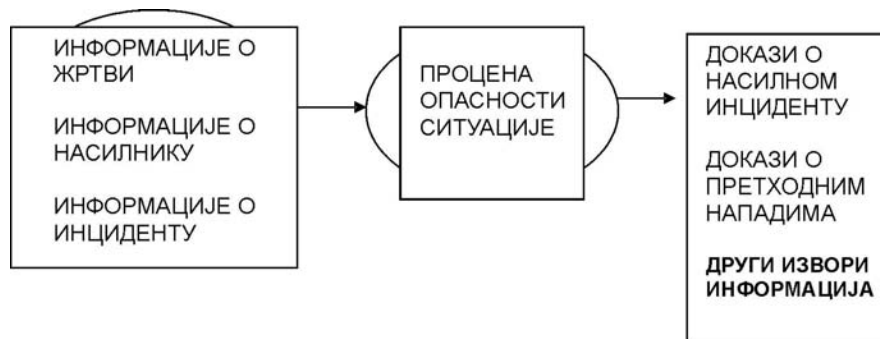 ИНФОРМАЦИЈЕ О
ЖРТВИ
ИНФОРМАЦИЈЕ О
НАСИЛНИКУ
ИНФОРМАЦИЈЕ О
ИНЦИДЕНТУ
ПРОЦЕНА
ОПАСНОСТИ
СИТУАЦИЈЕ
ДОКАЗИ О
НАСИЛНОМ
ИНЦИДЕНТУ
ДОКАЗИ О
ПРЕТХОДНИМ
НАПАДИМА
ДРУГИ ИЗВОРИ
ИНФОРМАЦИЈА